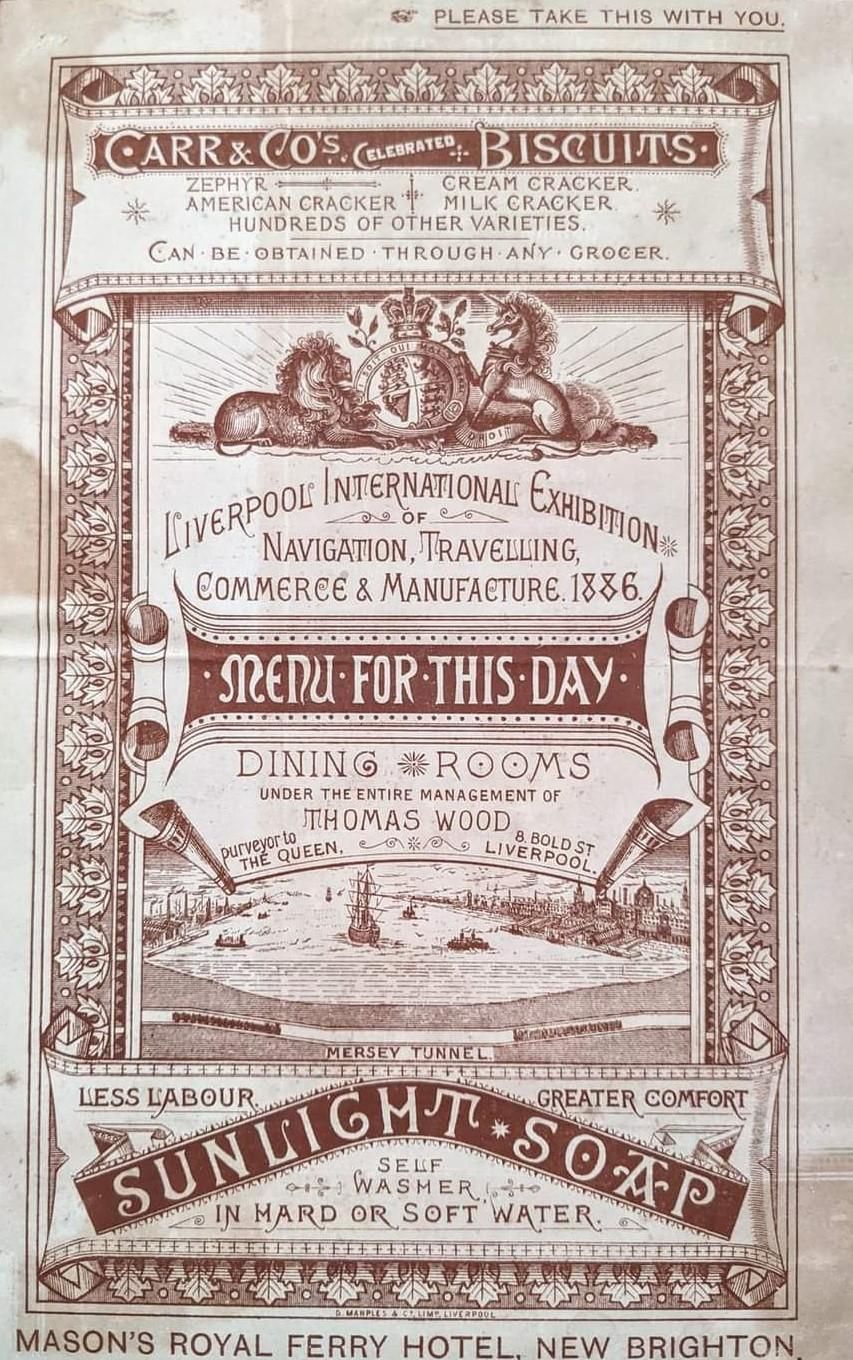 PLEASE TAKE THIS WITH YOU.
CARR & CO'S. CELEBRATED BISCUITS.
ZEPHYR CREAM CRACKER.
AMERICAN CRACKER MILK CRACKER.
HUNDREDS OF OTHER VARIETIES.
CAN·BE·OBTAINED·THROUGH·ANY·GROCER.
SOIT QUI
LIVERPOOL INTERNATIONAL EXHIBITION
OF
NAVIGATION, TRAVELLING,
COMMERCE & MANUFACTURE. 1886.
·MENU·FOR·THIS·DAY·
DINING ROOMS
UNDER THE ENTIRE MANAGEMENT OF
THOMAS WOOD
purveyor to THE QUEEN, 8. BOLD ST LIVERPOOL.
MERSEY TUNNEL.
LESS LABOUR. GREATER COMFORT
SUNLIGHT SOAP
SELF
WASHER,
IN HARD OR SOFT WATER.
D. MARPLES & CO. LIMD. LIVERPOOL
MASON'S ROYAL FERRY HOTEL, NEW BRIGHTON.